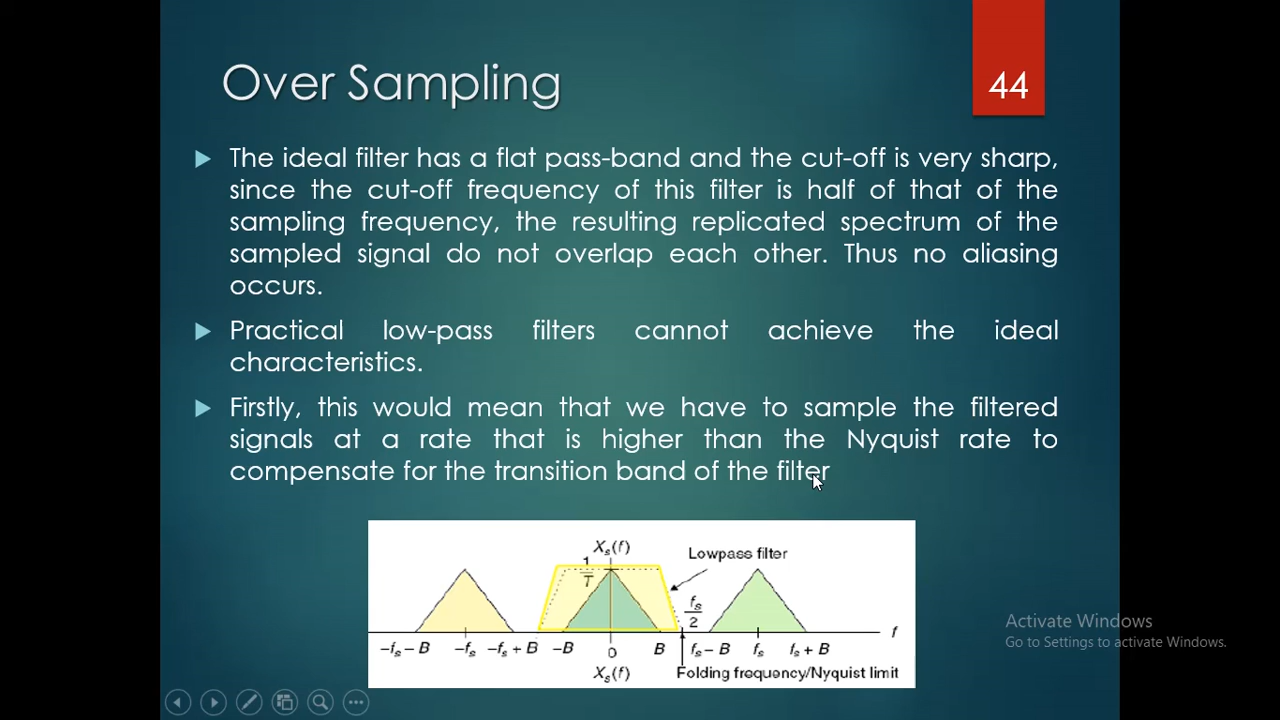 Over Sampling
44
The ideal filter has a flat pass-band and the cut-off is very sharp,
since the cut-off frequency of this filter is half of that of the
sampling frequency, the resulting replicated spectrum of the
sampled signal do not overlap each other. Thus no aliasing
occurs.
Practical low-pass filters cannot achieve the ideal
characteristics.
Firstly, this would mean that we have to sample the filtered
signals at a rate that is higher than the Nyquist rate to
compensate for the transition band of the filter
Xs(f)
Lowpass filter
1/T
fs/2
f
−fs − B −fs −fs + B −B 0 B fs − B fs fs + B
Xs(f) Folding frequency/Nyquist limit
Activate Windows
Go to Settings to activate Windows.